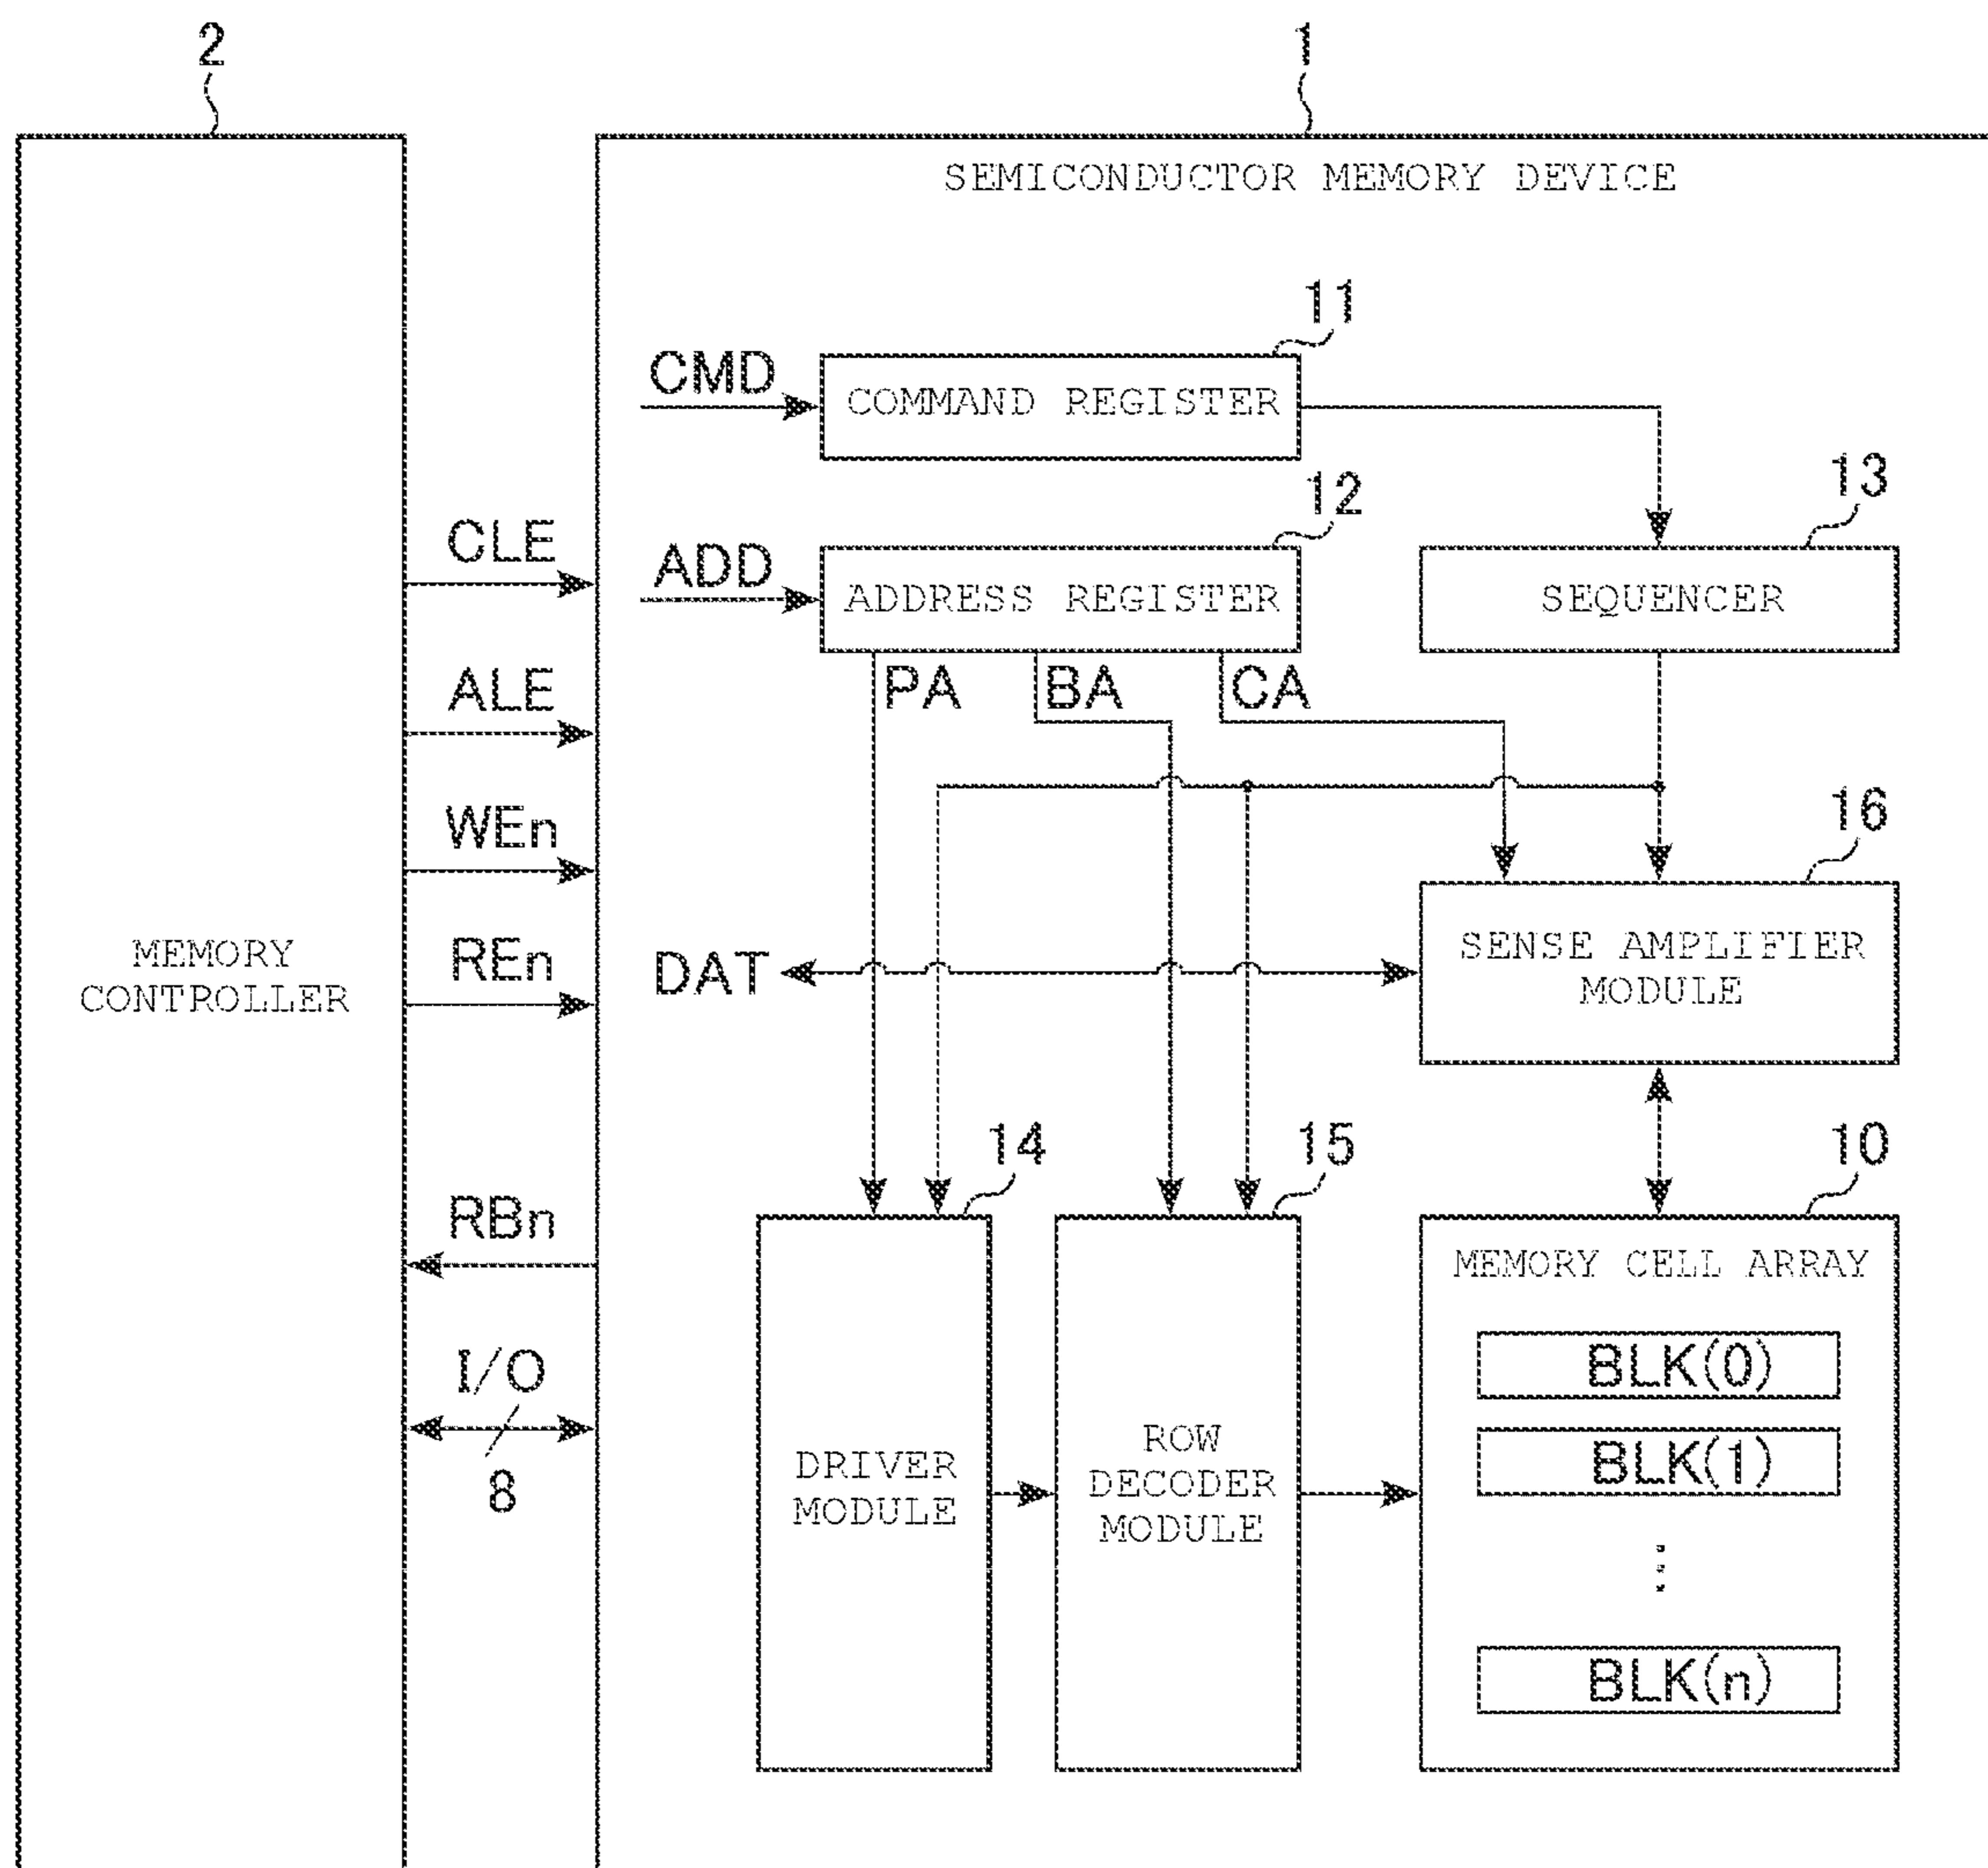 2
1
SEMICONDUCTOR MEMORY DEVICE
11
CMD
COMMAND REGISTER
12
13
CLE
ADD
ADDRESS REGISTER
SEQUENCER
ALE
PA
BA
CA
WEn
16
MEMORY
CONTROLLER
REn
DAT
SENSE AMPLIFIER
MODULE
14
15
10
RBn
MEMORY CELL ARRAY
I/O
8
BLK(0)
BLK(1)
DRIVER
MODULE
ROW
DECODER
MODULE
⋮
BLK(n)